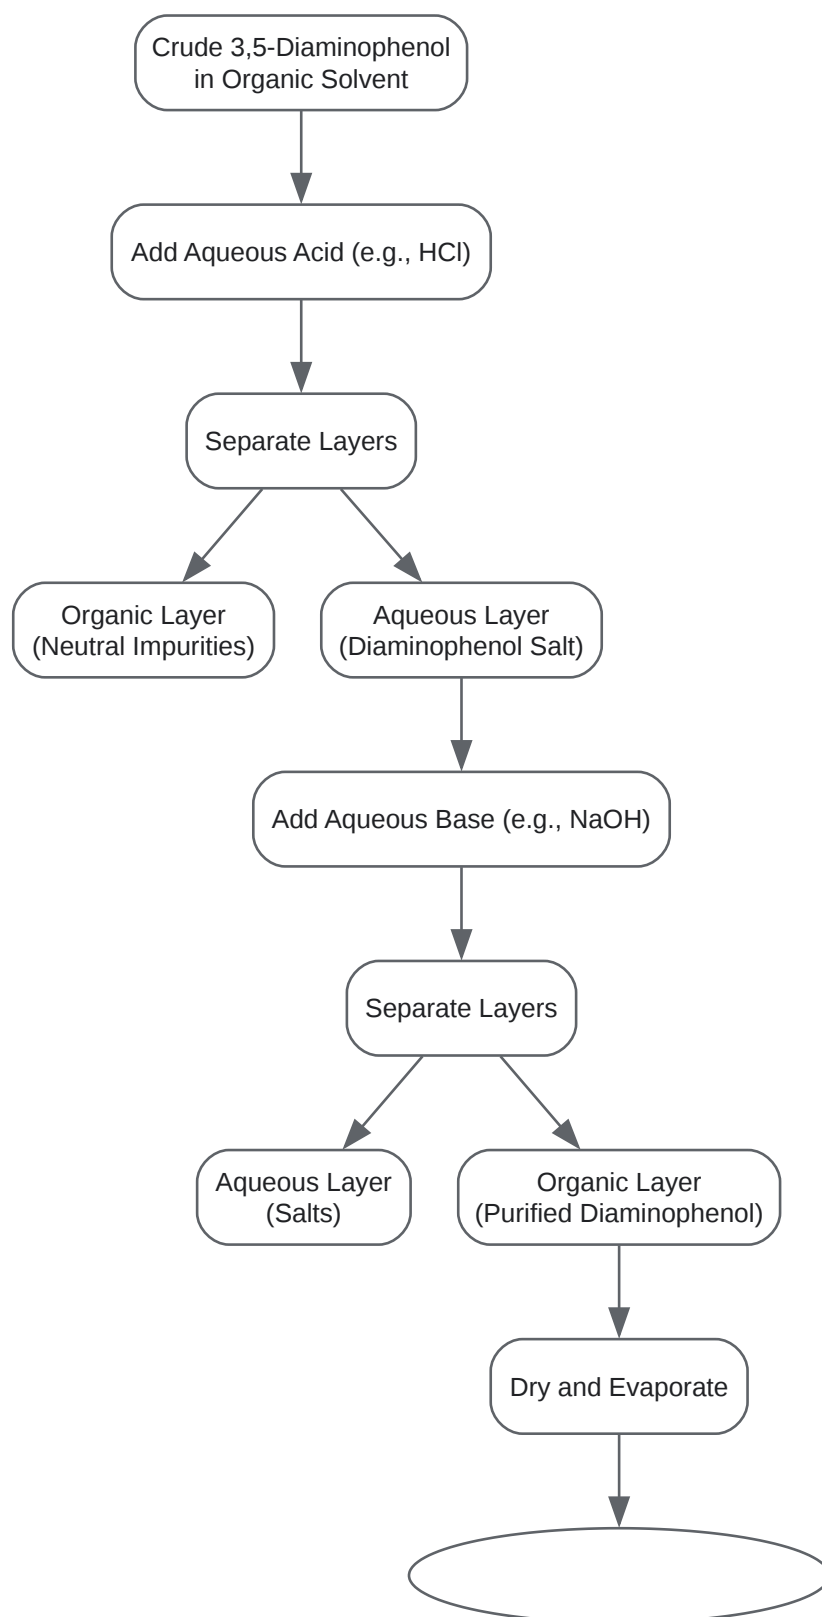 Crude 3,5-Diaminophenol
in Organic Solvent
Add Aqueous Acid (e.g., HCl)
Separate Layers
Organic Layer
(Neutral Impurities)
Aqueous Layer
(Diaminophenol Salt)
Add Aqueous Base (e.g., NaOH)
Separate Layers
Aqueous Layer
(Salts)
Organic Layer
(Purified Diaminophenol)
Dry and Evaporate